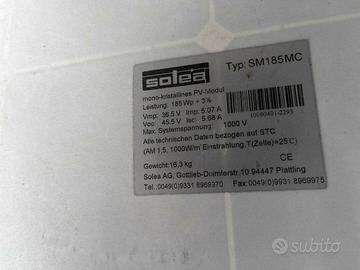 solea
Typ: SM185MC
mono-kristallines PV-Modul
Leistung: 185 Wp + 3%
Vmp: 36.5 V Imp: 5.07 A
Voc: 45.5 V Isc: 5.68 A
Max. Systemspannung: 1000 V
10080401-2293
Alle technischen Daten bezogen auf STC
(AM 1,5, 1000W/m² Einstrahlung, T(Zelle)=25℃)
Gewicht: 16,3 kg
CE
Solea AG, Gottlieb-Daimlerstr. 10 94447 Plattling
Tel.:0049(0)9931 8969970 Fax:0049(0)9931 8969975
subito